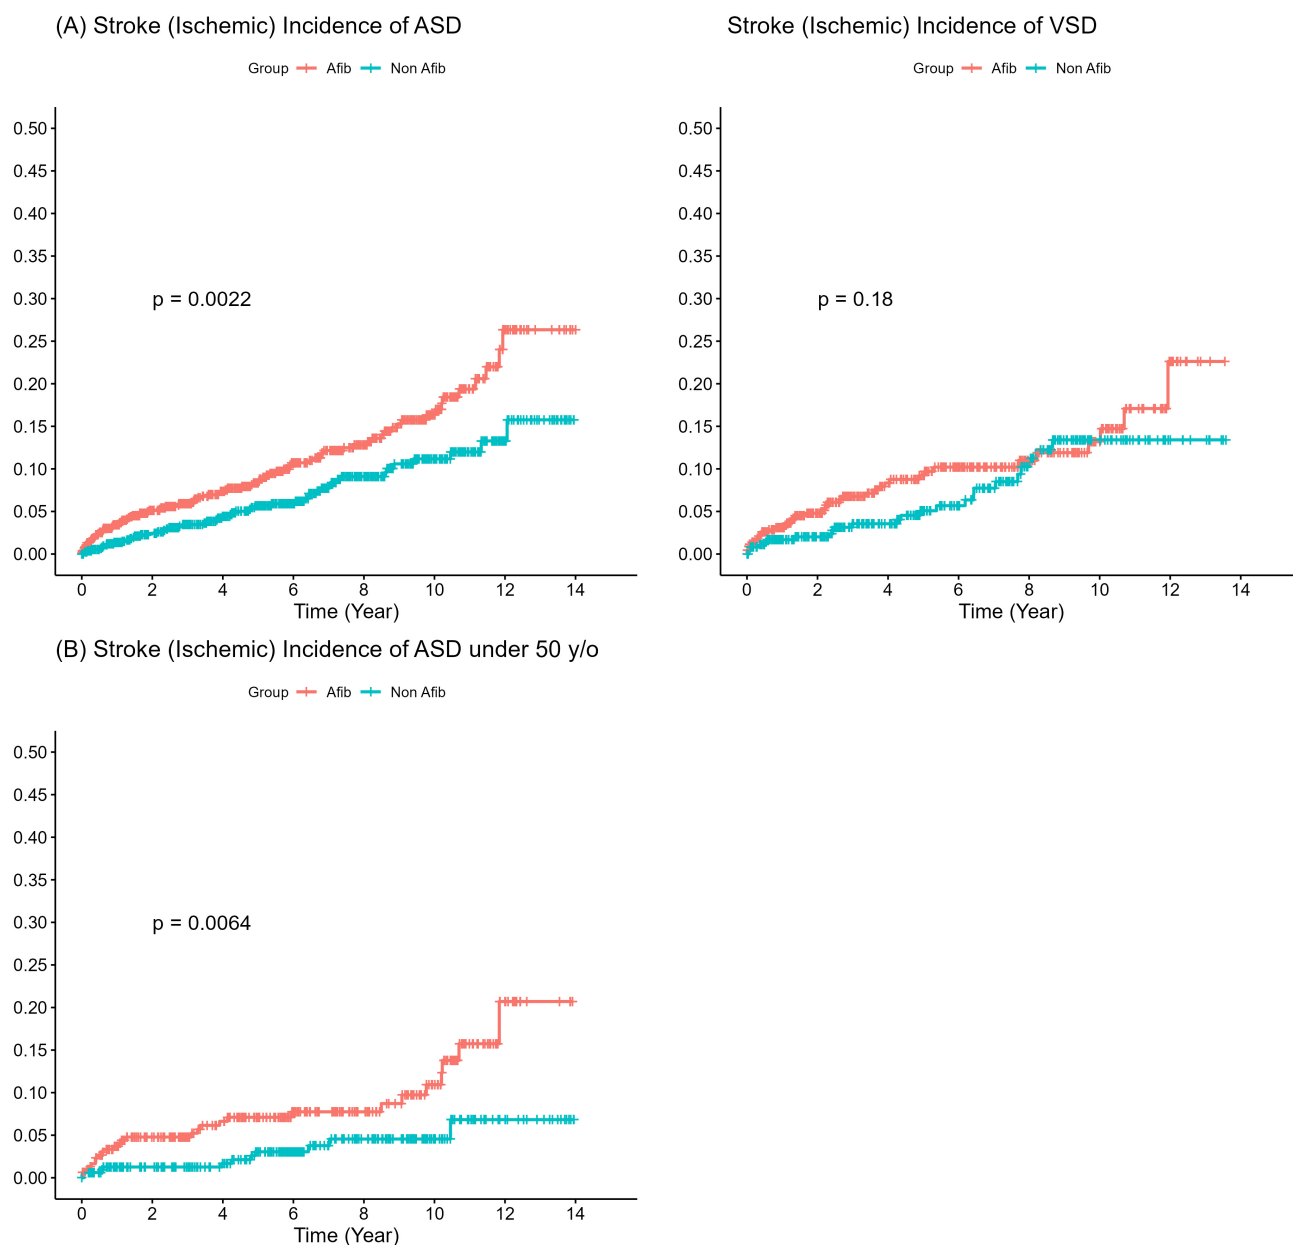 (A) Stroke (Ischemic) Incidence of ASD
Group Afib Non Afib
0.50
0.45
0.40
0.35
0.30
0.25
0.20
0.15
0.10
0.05
0.00
p = 0.0022
0 2 4 6 8 10 12 14
Time (Year)
Stroke (Ischemic) Incidence of VSD
Group Afib Non Afib
0.50
0.45
0.40
0.35
0.30
0.25
0.20
0.15
0.10
0.05
0.00
p = 0.18
0 2 4 6 8 10 12 14
Time (Year)
(B) Stroke (Ischemic) Incidence of ASD under 50 y/o
Group Afib Non Afib
0.50
0.45
0.40
0.35
0.30
0.25
0.20
0.15
0.10
0.05
0.00
p = 0.0064
0 2 4 6 8 10 12 14
Time (Year)